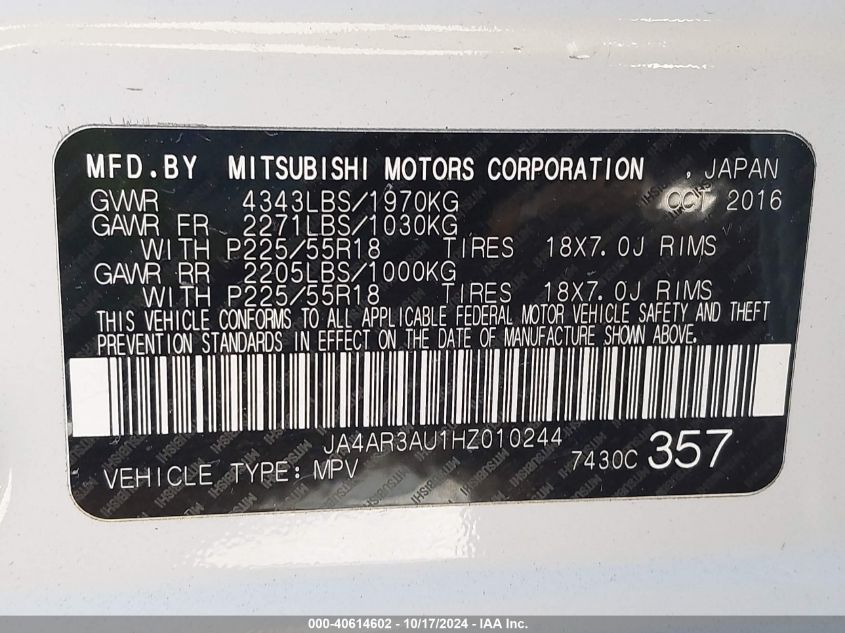 MFD.BY MITSUBISHI MOTORS CORPORATION , JAPAN
GVWR 4343LBS/1970KG OCT 2016
GAWR FR 2271LBS/1030KG
WITH P225/55R18 TIRES 18X7.0J RIMS
GAWR RR 2205LBS/1000KG
WITH P225/55R18 TIRES 18X7.0J RIMS
THIS VEHICLE CONFORMS TO ALL APPLICABLE FEDERAL MOTOR VEHICLE SAFETY AND THEFT
PREVENTION STANDARDS IN EFFECT ON THE DATE OF MANUFACTURE SHOWN ABOVE.
JA4AR3AU1HZ010244
VEHICLE TYPE: MPV 7430C 357
000-40614602 - 10/17/2024 - IAA Inc.